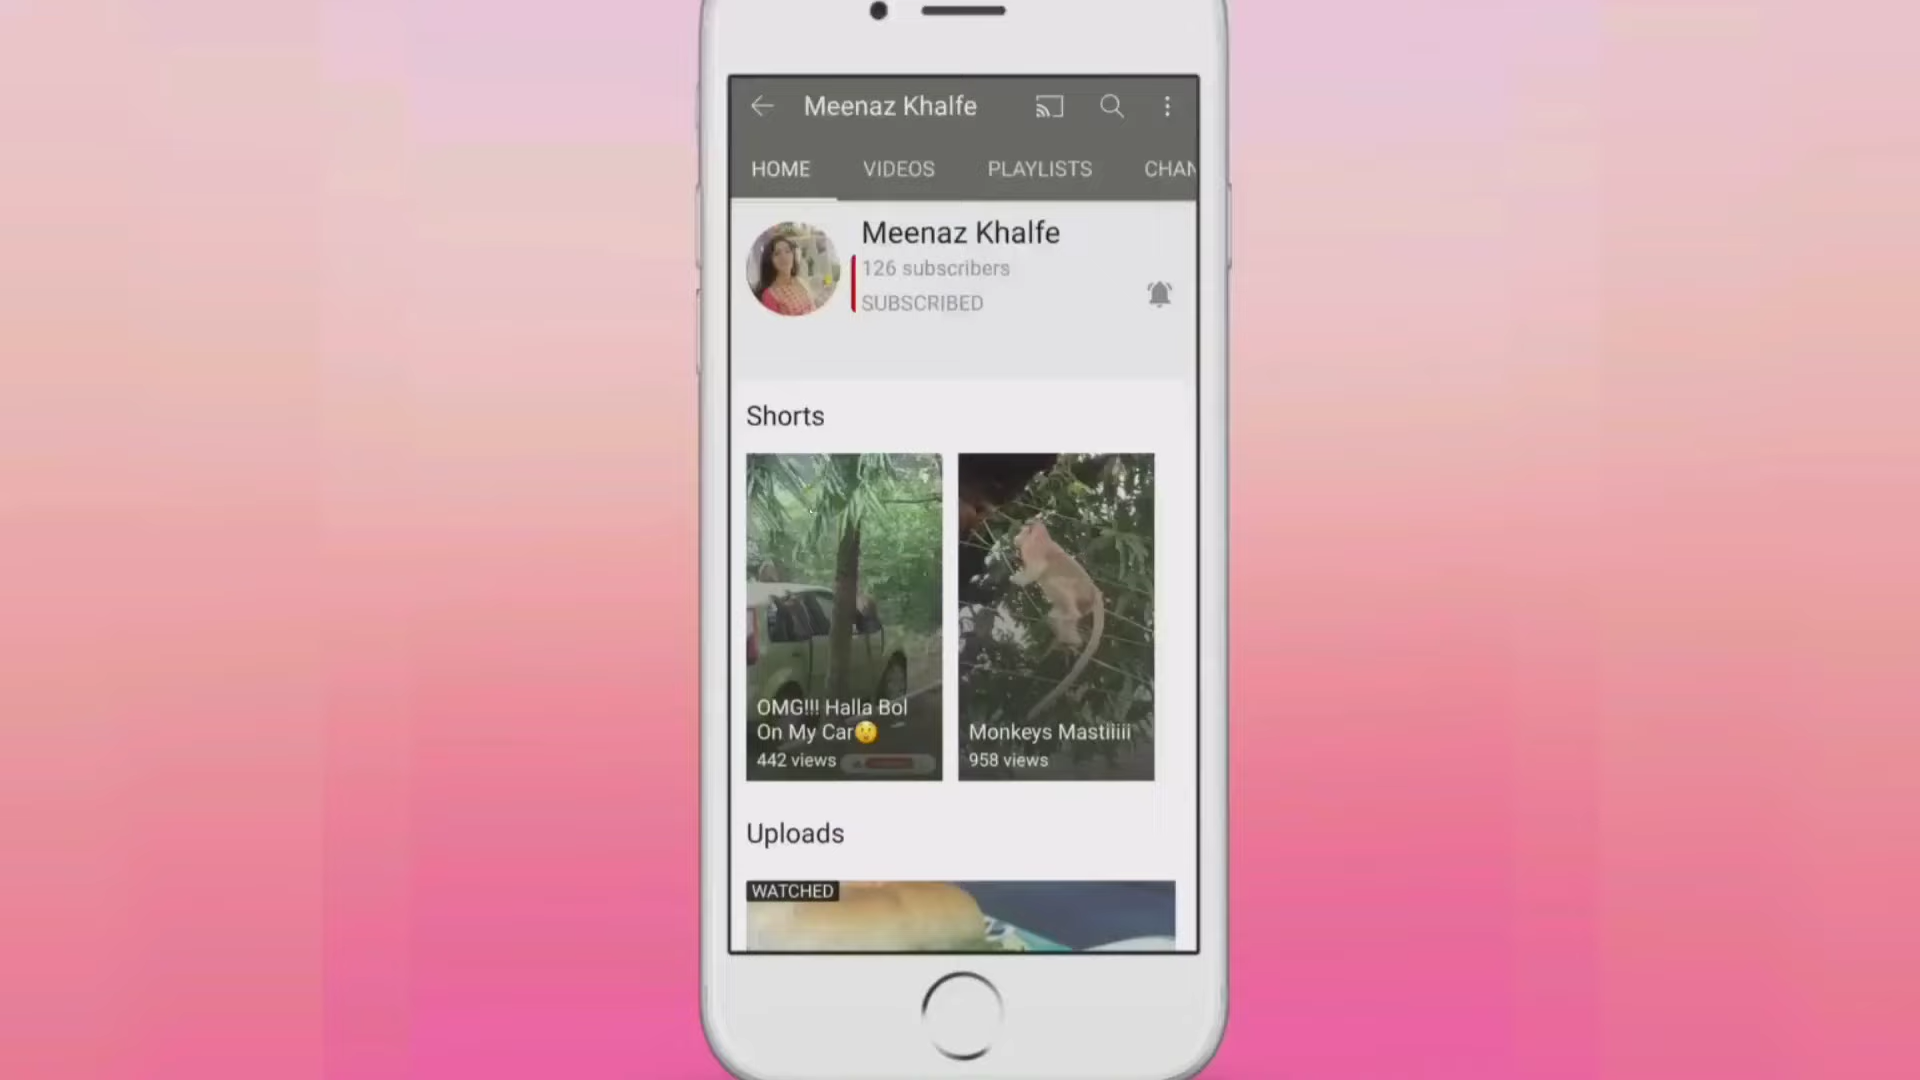 Meenaz Khalfe
HOME VIDEOS PLAYLISTS CHAN
Meenaz Khalfe
126 subscribers
SUBSCRIBED
Shorts
OMG!!! Halla Bol
On My Car😲
442 views
Monkeys Mastiiiii
958 views
Uploads
WATCHED